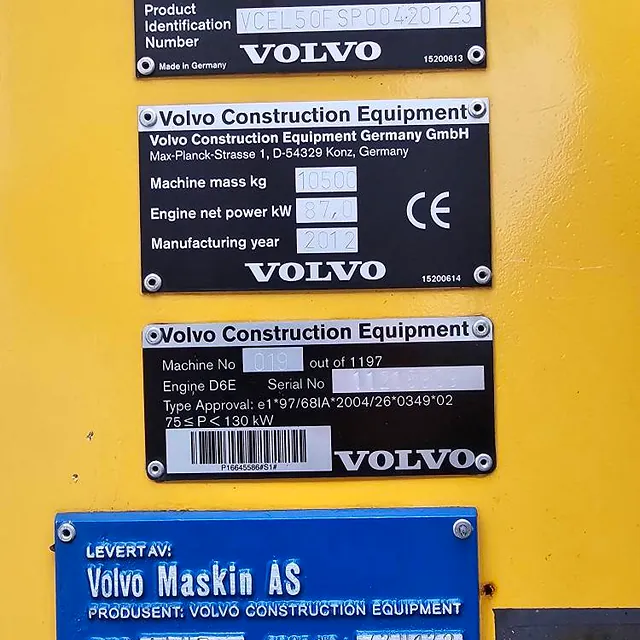 Product
Identification VCEL50FSP00420123
Number
Made in Germany VOLVO 15200613
Volvo Construction Equipment
Volvo Construction Equipment Germany GmbH
Max-Planck-Strasse 1, D-54329 Konz, Germany
Machine mass kg 10500
Engine net power kW 87,0
CE
Manufacturing year 2012
VOLVO 15200614
Volvo Construction Equipment
Machine No 019 out of 1197
Engine D6E Serial No
Type Approval: e1*97/68IA*2004/26*0349*02
75 ≤ P < 130 kW
P16645586#S1#
VOLVO
LEVERT AV:
Volvo Maskin AS
PRODUSENT: VOLVO CONSTRUCTION EQUIPMENT